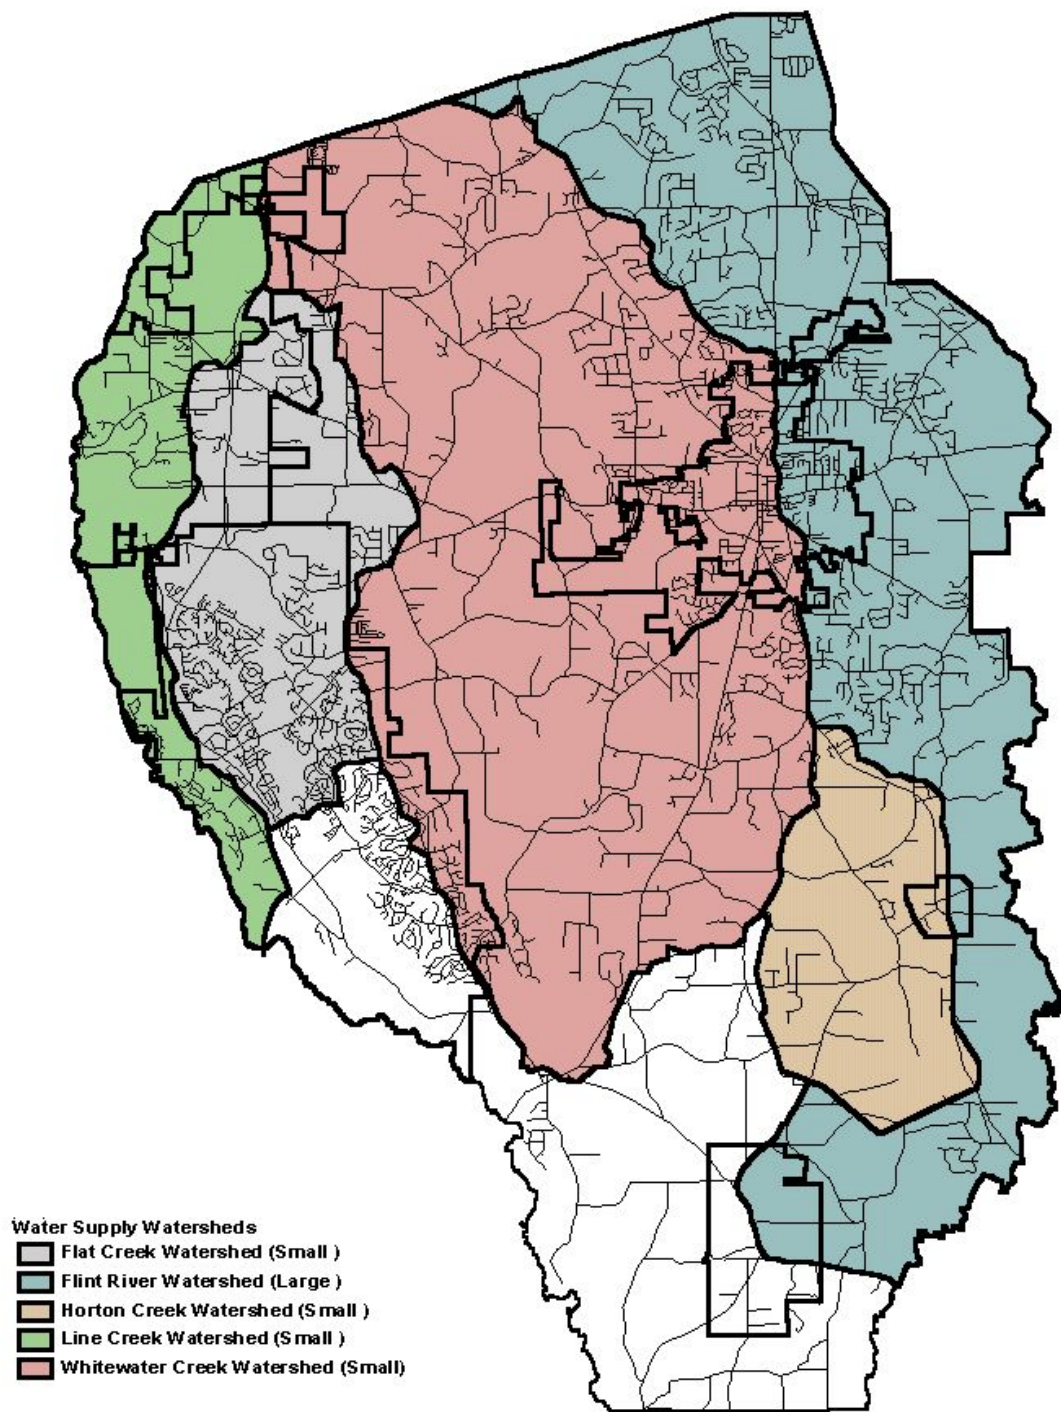 Water Supply Watersheds
Flat Creek Watershed (Small )
Flint River Watershed (Large )
Horton Creek Watershed (Small )
Line Creek Watershed (Small )
Whitewater Creek Watershed (Small)